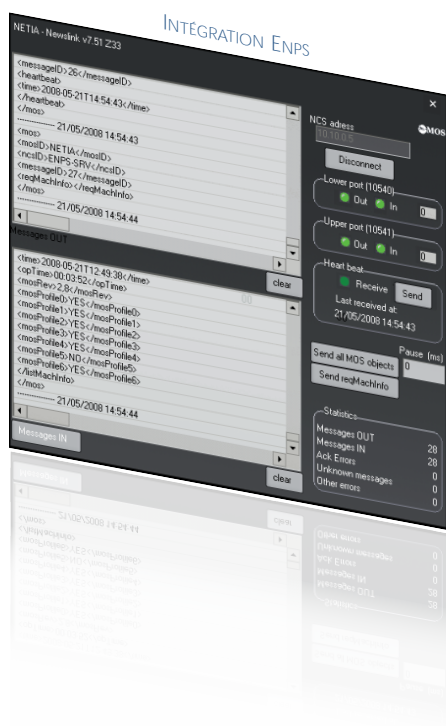 INTÉGRATION ENPS
NETIA - Newslink v7.51 Z33
<messageID>26</messageID>
<heartbeat>
<time>2008-05-21T14:54:43</time>
</heartbeat>
</mos>
------------ 21/05/2008 14:54:43
<mos>
<mosID>NETIA</mosID>
<ncsID>ENPS-SRV</ncsID>
<messageID>27</messageID>
<reqMachInfo></reqMachInfo>
</mos>
------------ 21/05/2008 14:54:44
Messages OUT
clear
<time>2008-05-21T12:49:38</time>
<opTime>00:03:52</opTime>
<mosRev>2,8</mosRev>
<mosProfile0>YES</mosProfile0>
<mosProfile1>YES</mosProfile1>
<mosProfile2>YES</mosProfile2>
<mosProfile3>YES</mosProfile3>
<mosProfile4>YES</mosProfile4>
<mosProfile5>NO</mosProfile5>
<mosProfile6>YES</mosProfile6>
</listMachInfo>
</mos>
------------ 21/05/2008 14:54:44
Messages IN
clear
NCS adress
MOS
10.10.0.5
Disconnect
Lower port (10540)
Out In 0
Upper port (10541)
Out In 0
Heart beat
Receive Send
Last received at:
21/05/2008 14:54:43
Send all MOS objects
Pause (ms)
0
Send reqMachInfo
Statistics
Messages OUT 28
Messages IN 28
Ack Errors 0
Unknown messages 0
Other errors 0